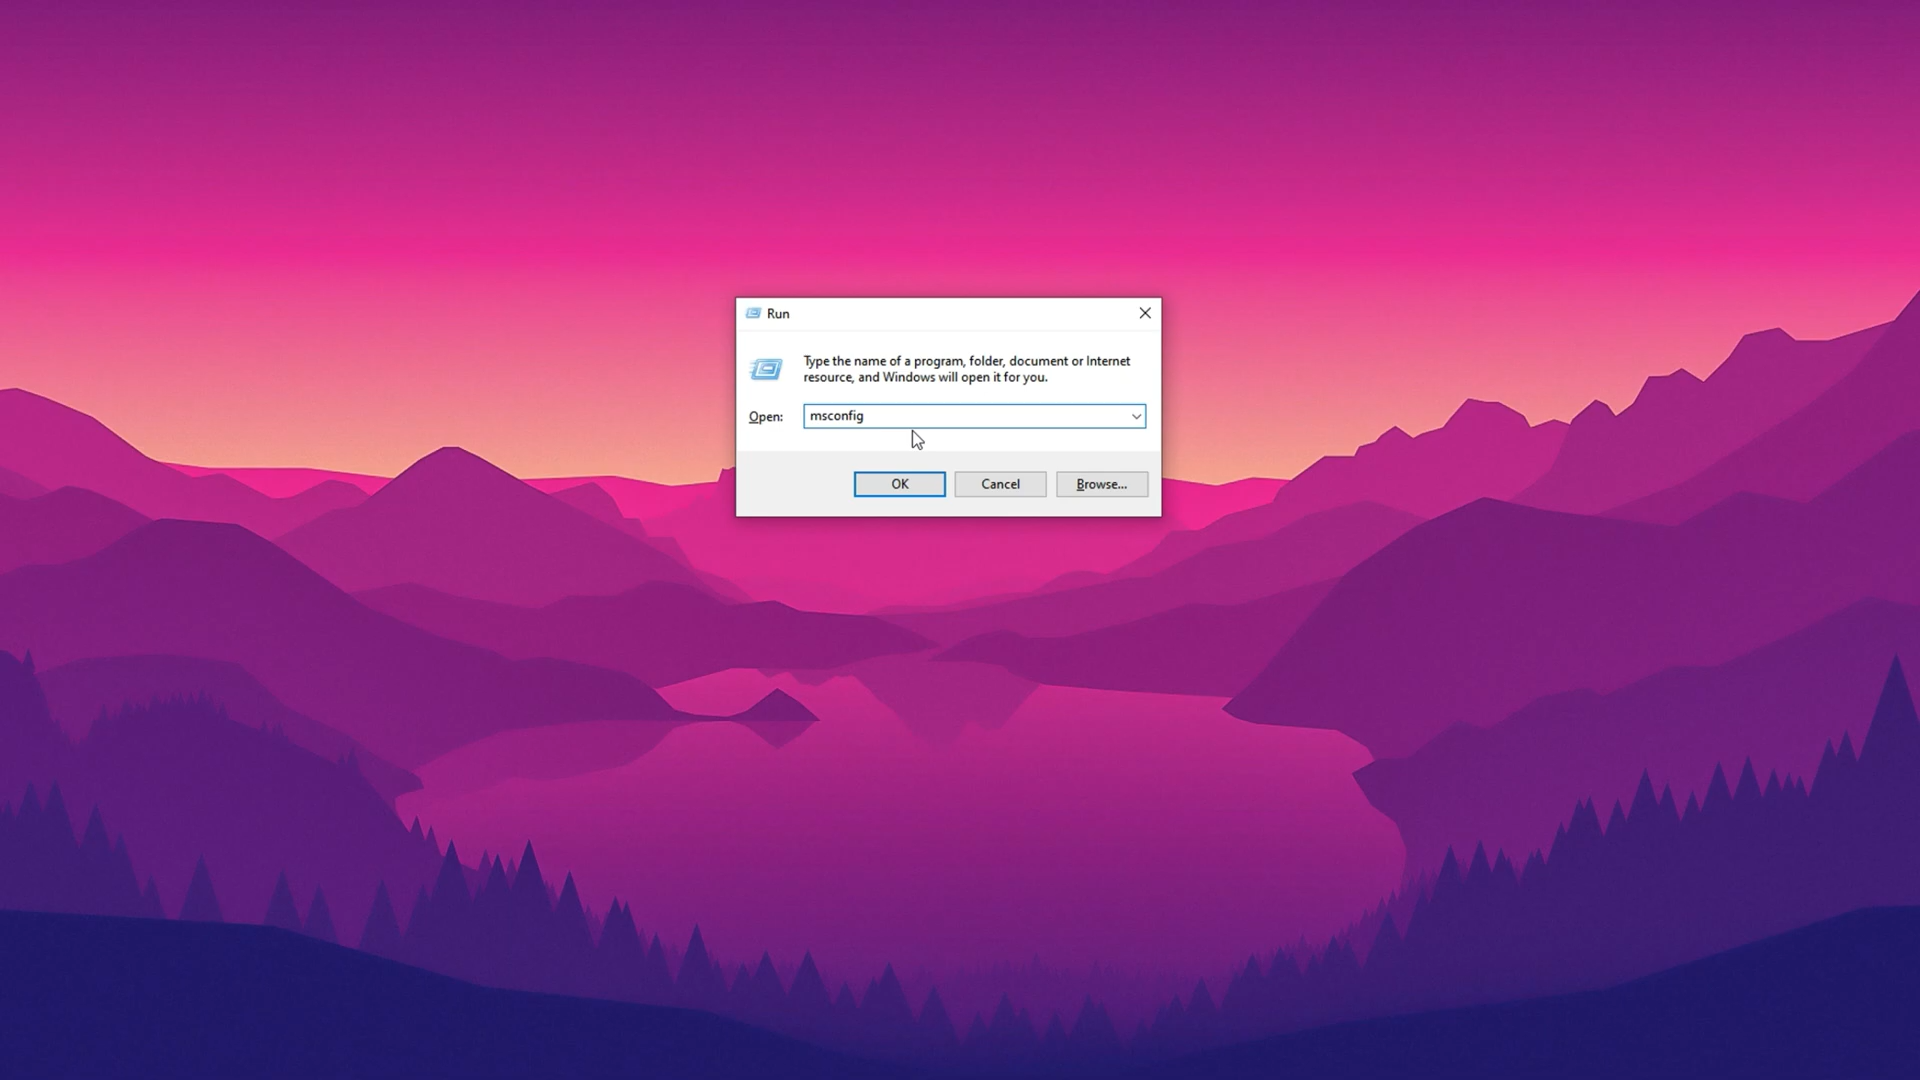 Run
Type the name of a program, folder, document or Internet
resource, and Windows will open it for you.
Open: msconfig
OK Cancel Browse...